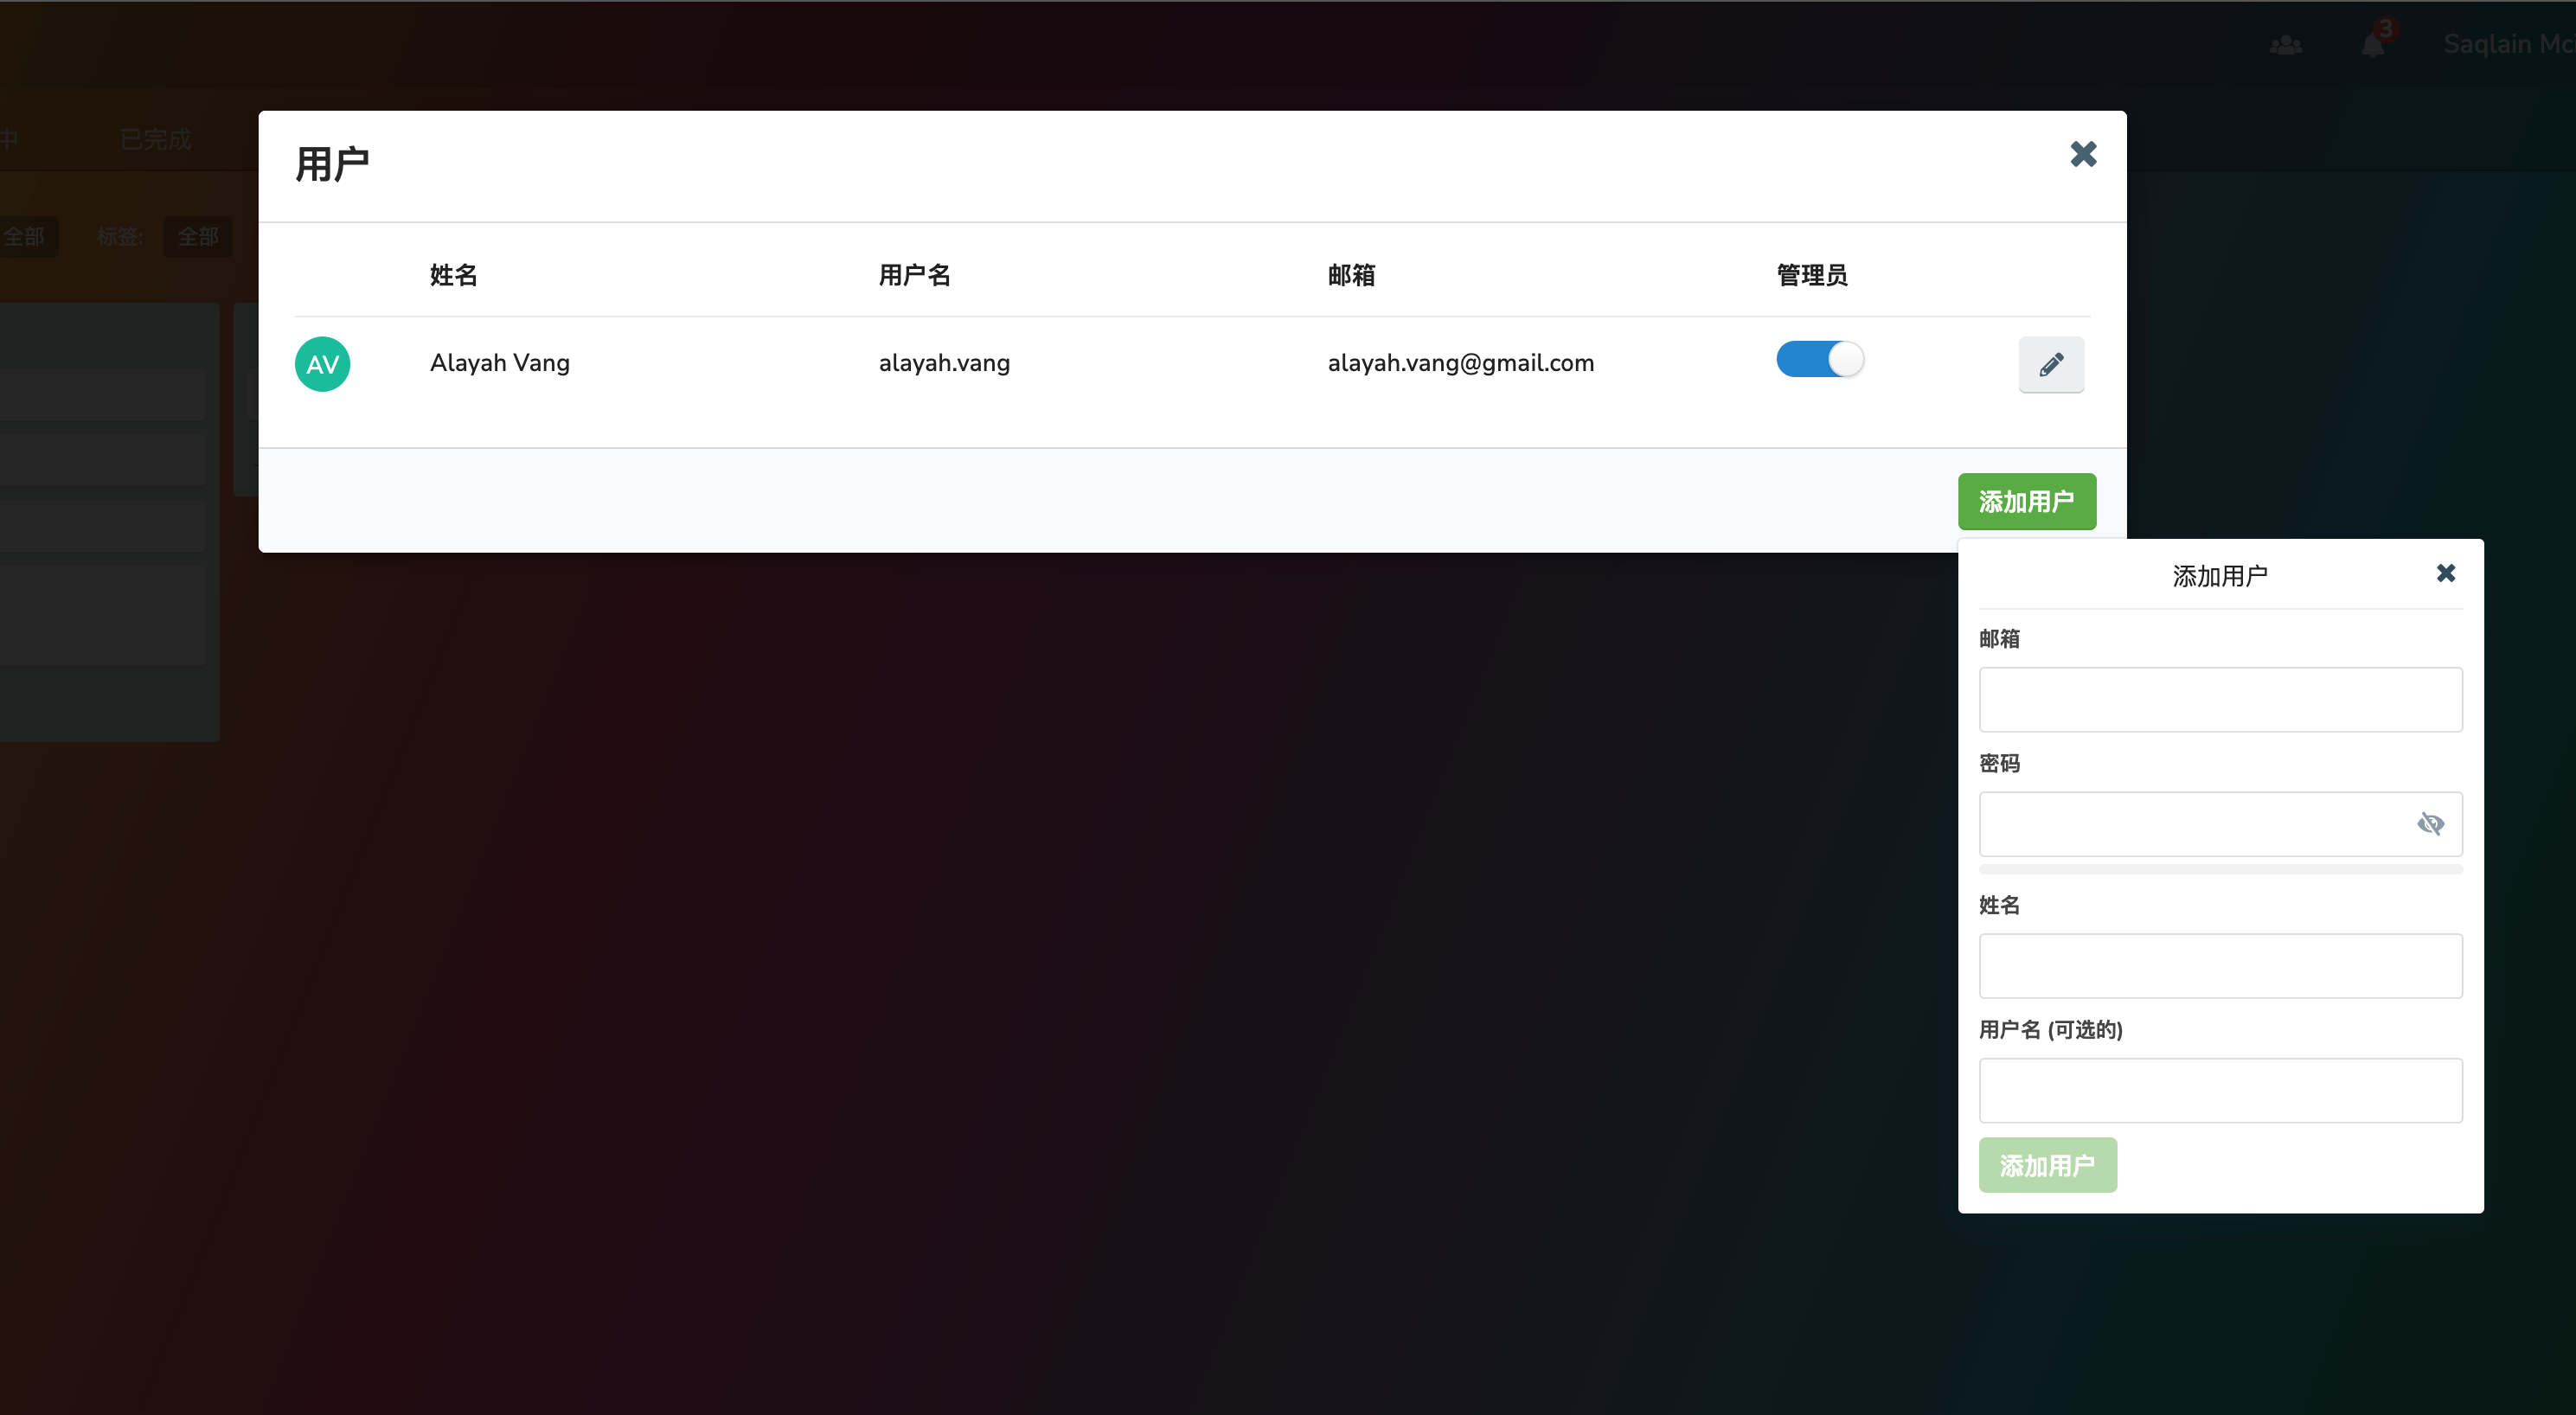 3
Saqlain Mc
中 已完成
全部 标签: 全部
用户
姓名 用户名 邮箱 管理员
AV Alayah Vang alayah.vang alayah.vang@gmail.com
添加用户
添加用户
邮箱
密码
姓名
用户名 (可选的)
添加用户